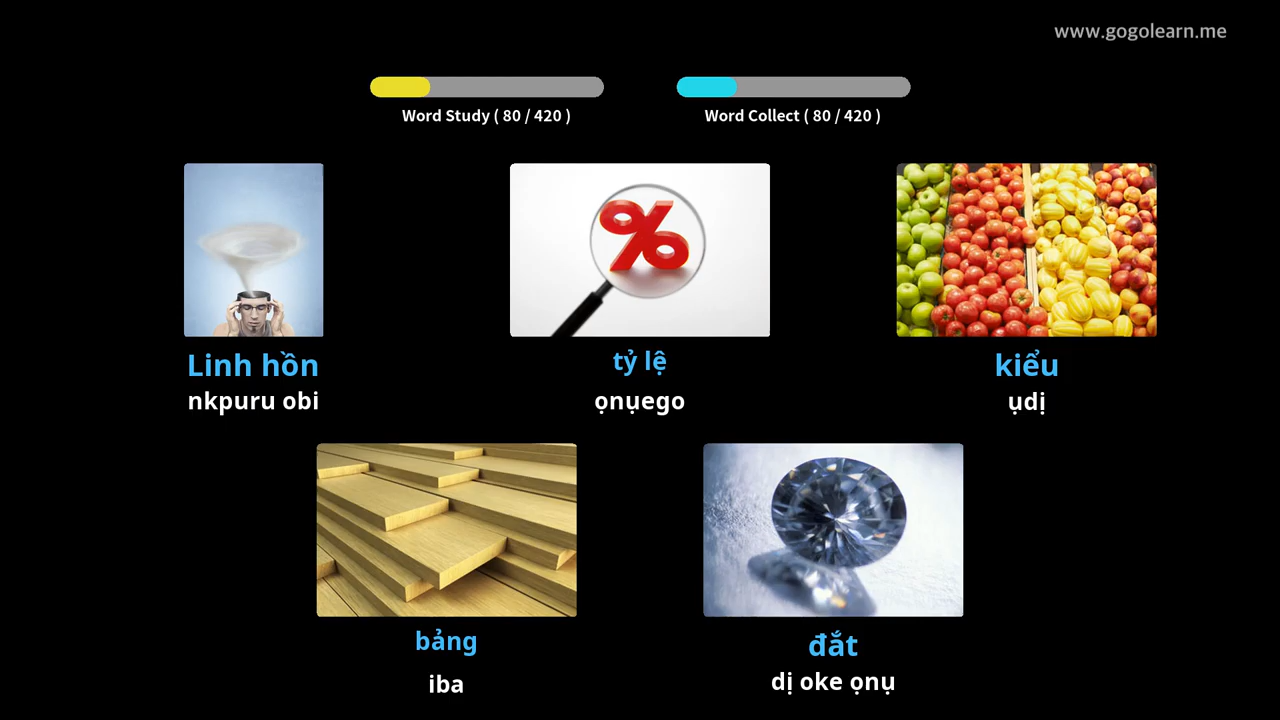 www.gogolearn.me
Word Study ( 80 / 420 )
Word Collect ( 80 / 420 )
Linh hồn
nkpuru obi
tỷ lệ
ọnụego
kiểu
ụdị
bảng
iba
đắt
dị oke ọnụ